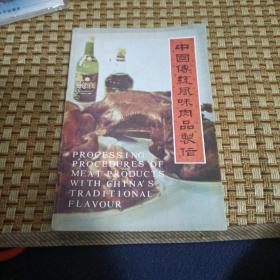 中國傳統風味肉品製作
PROCESSING
PROCEDURES OF
MEAT PRODUCTS
WITH CHINA'S
TRADITIONAL
FLAVOUR